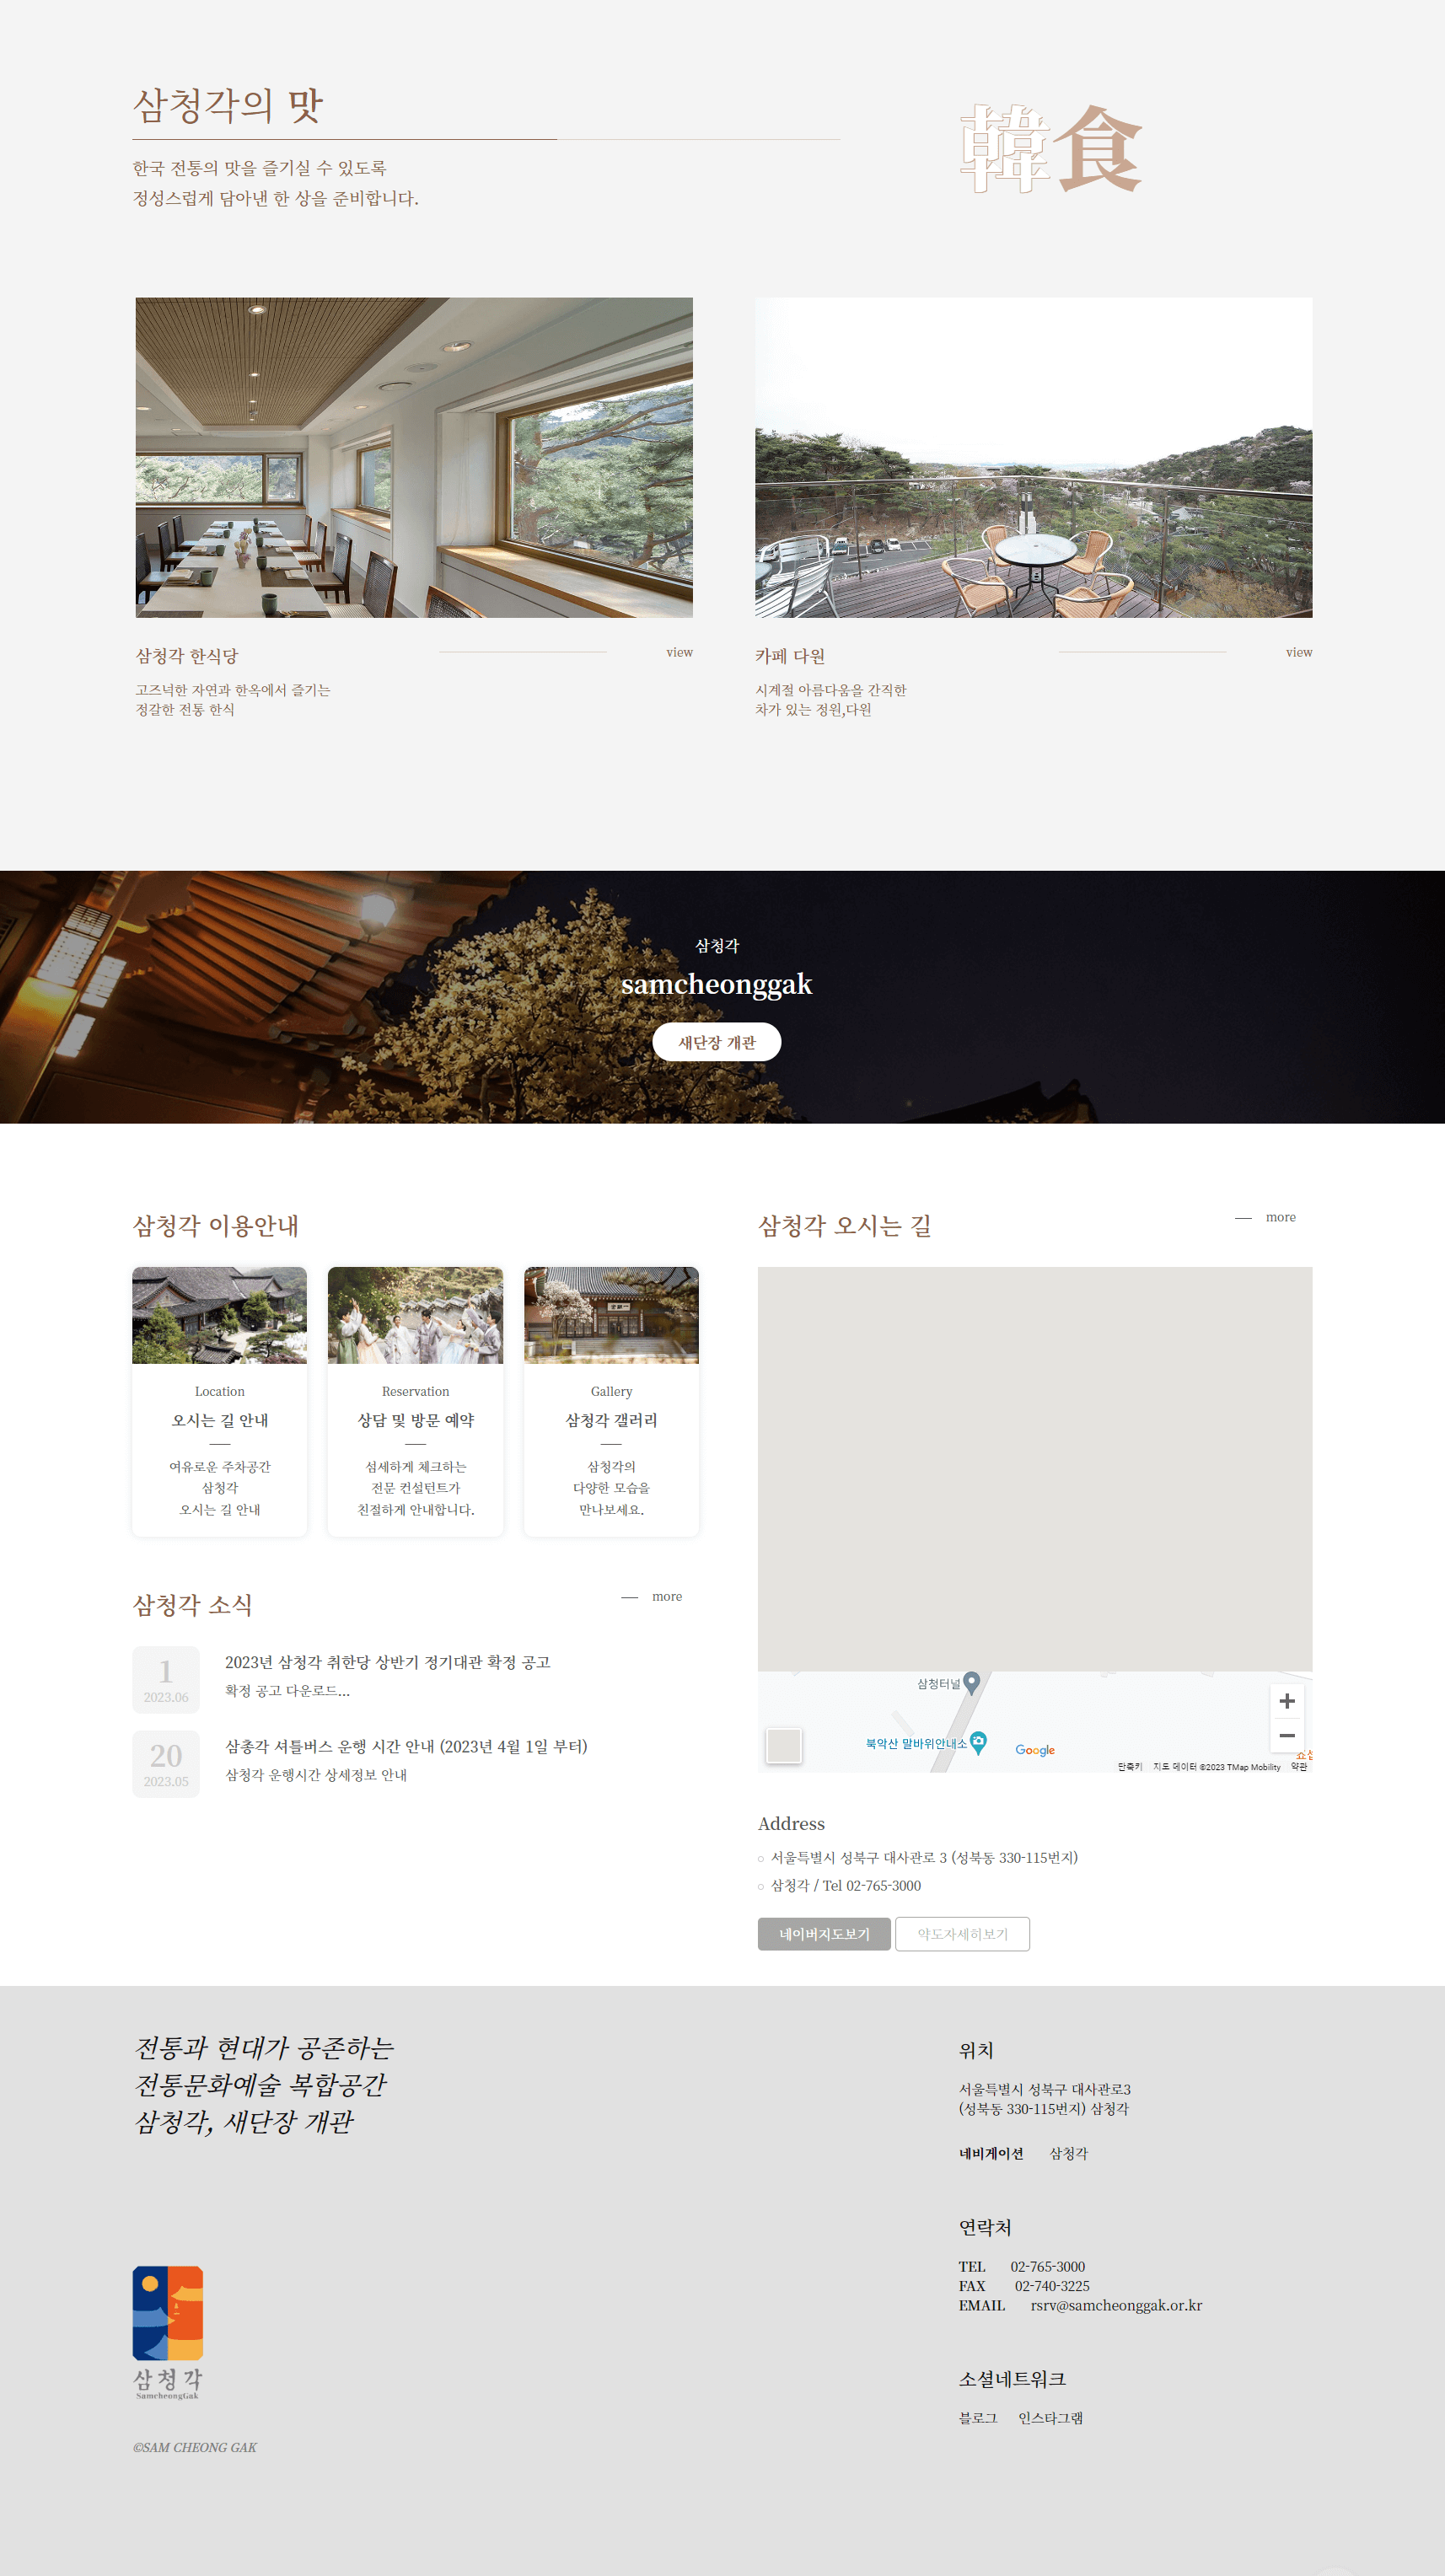 삼청각의 맛
한국 전통의 맛을 즐기실 수 있도록
정성스럽게 담아낸 한 상을 준비합니다.
韓食
삼청각 한식당
view
고즈넉한 자연과 한옥에서 즐기는
정갈한 전통 한식
카페 다원
view
시계절 아름다움을 간직한
차가 있는 정원,다원
삼청각
samcheonggak
새단장 개관
삼청각 이용안내
Location
오시는 길 안내
여유로운 주차공간
삼청각
오시는 길 안내
Reservation
상담 및 방문 예약
섬세하게 체크하는
전문 컨설턴트가
친절하게 안내합니다.
Gallery
삼청각 갤러리
삼청각의
다양한 모습을
만나보세요.
삼청각 소식
more
1
2023.06
2023년 삼청각 취한당 상반기 정기대관 확정 공고
확정 공고 다운로드...
20
2023.05
삼총각 셔틀버스 운행 시간 안내 (2023년 4월 1일 부터)
삼청각 운행시간 상세정보 안내
삼청각 오시는 길
more
삼청터널
북악산 말바위안내소
Google
단축키 지도 데이터 ©2023 TMap Mobility 약관
Address
서울특별시 성북구 대사관로 3 (성북동 330-115번지)
삼청각 / Tel 02-765-3000
네이버지도보기
약도자세히보기
전통과 현대가 공존하는
전통문화예술 복합공간
삼청각, 새단장 개관
삼청각
SamcheongGak
©SAM CHEONG GAK
위치
서울특별시 성북구 대사관로3
(성북동 330-115번지) 삼청각
네비게이션 삼청각
연락처
TEL 02-765-3000
FAX 02-740-3225
EMAIL rsrv@samcheonggak.or.kr
소셜네트워크
블로그 인스타그램